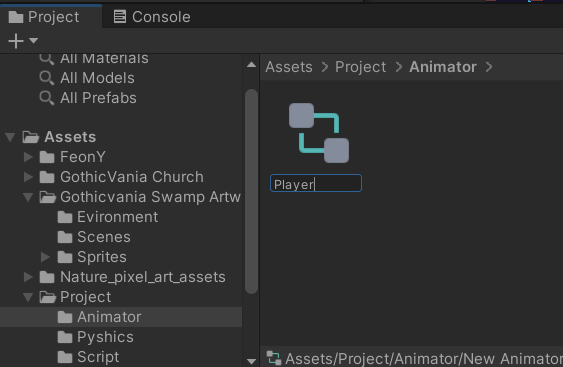 Project
Console
All Materials
All Models
All Prefabs
Assets
FeonY
GothicVania Church
Gothicvania Swamp Artw
Evironment
Scenes
Sprites
Nature_pixel_art_assets
Project
Animator
Pyshics
Script
Assets > Project > Animator >
Player
Assets/Project/Animator/New Animator